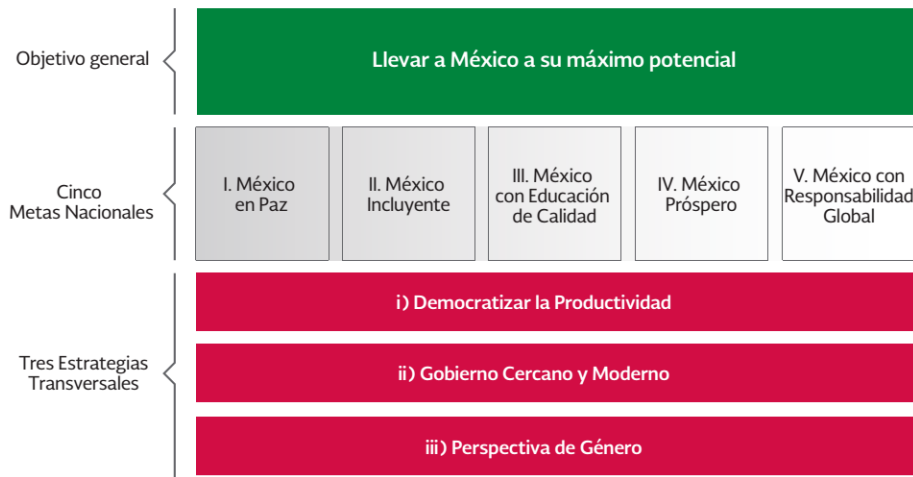 Objetivo general
Llevar a México a su máximo potencial
Cinco
Metas Nacionales
I. México
en Paz
II. México
Incluyente
III. México
con Educación
de Calidad
IV. México
Próspero
V. México con
Responsabilidad
Global
Tres Estrategias
Transversales
i) Democratizar la Productividad
ii) Gobierno Cercano y Moderno
iii) Perspectiva de Género